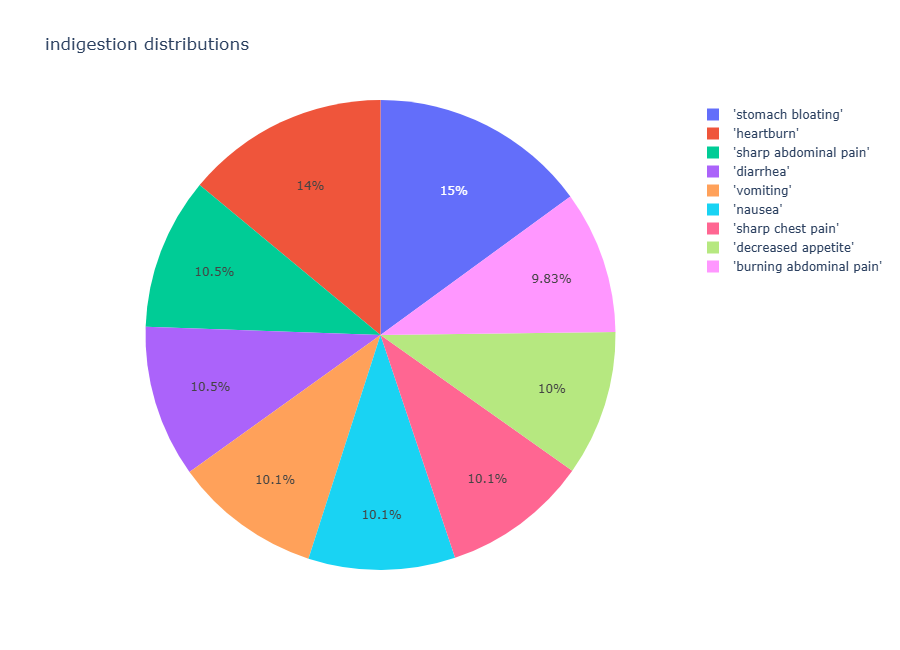 indigestion distributions
'stomach bloating'
'heartburn'
'sharp abdominal pain'
'diarrhea'
'vomiting'
'nausea'
'sharp chest pain'
'decreased appetite'
'burning abdominal pain'
14%
15%
10.5%
9.83%
10.5%
10%
10.1%
10.1%
10.1%